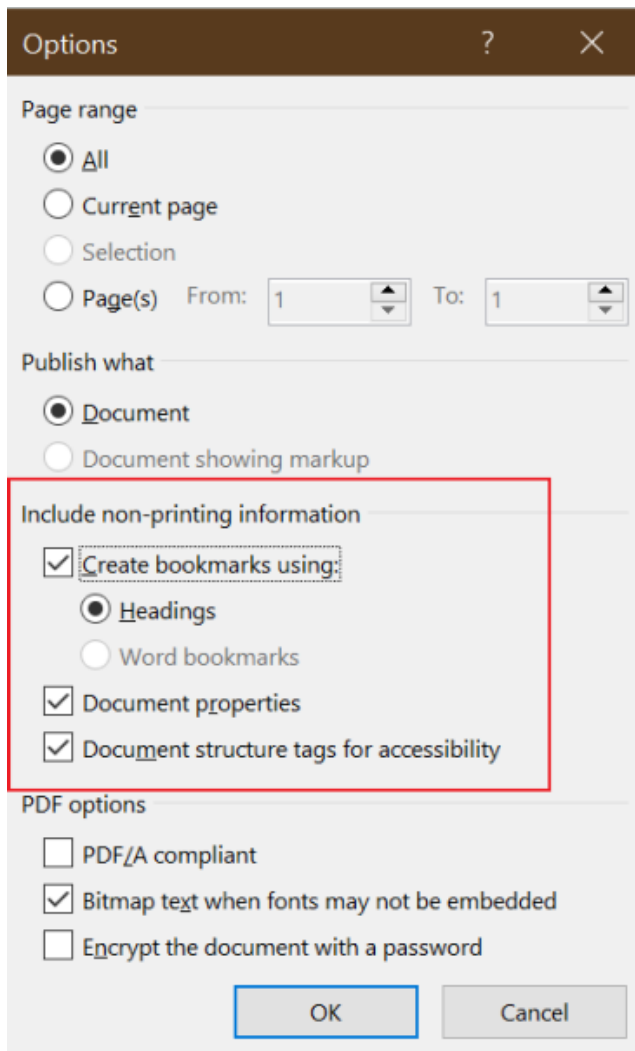 Options ?
Page range
All
Current page
Selection
Page(s) From: 1 To: 1
Publish what
Document
Document showing markup
Include non-printing information
Create bookmarks using:
Headings
Word bookmarks
Document properties
Document structure tags for accessibility
PDF options
PDF/A compliant
Bitmap text when fonts may not be embedded
Encrypt the document with a password
OK Cancel